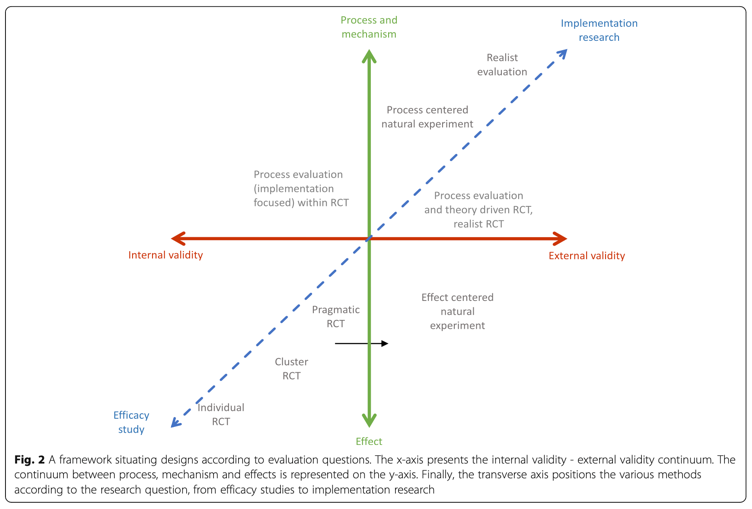 Process and
mechanism
Implementation
research
Realist
evaluation
Process centered
natural experiment
Process evaluation
(implementation
focused) within RCT
Process evaluation
and theory driven RCT,
realist RCT
Internal validity
External validity
Effect centered
natural
experiment
Pragmatic
RCT
Cluster
RCT
Individual
RCT
Efficacy
study
Effect
Fig. 2 A framework situating designs according to evaluation questions. The x-axis presents the internal validity - external validity continuum. The
continuum between process, mechanism and effects is represented on the y-axis. Finally, the transverse axis positions the various methods
according to the research question, from efficacy studies to implementation research